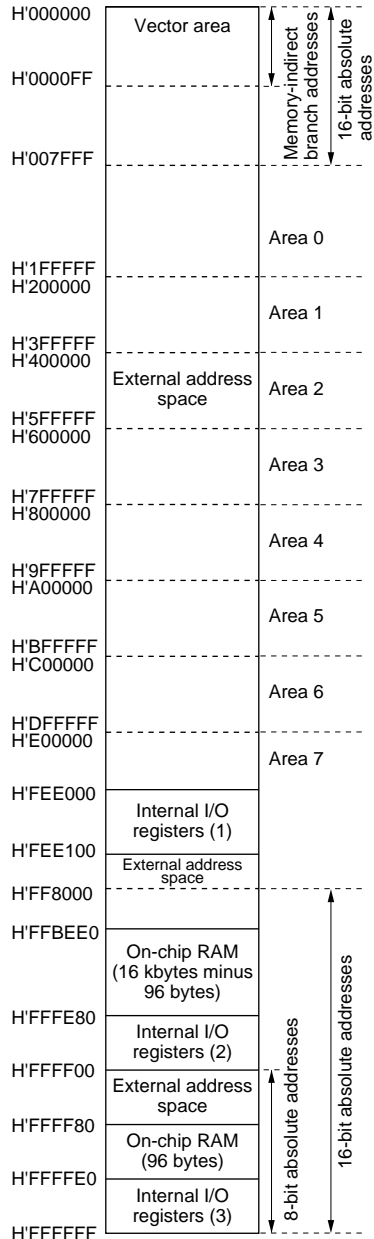 H'000000
Vector area
H'0000FF
Memory-indirect
branch addresses
16-bit absolute
addresses
H'007FFF
Area 0
H'1FFFFF
H'200000
Area 1
H'3FFFFF
H'400000
External address
space
Area 2
H'5FFFFF
H'600000
Area 3
H'7FFFFF
H'800000
Area 4
H'9FFFFF
H'A00000
Area 5
H'BFFFFF
H'C00000
Area 6
H'DFFFFF
H'E00000
Area 7
H'FEE000
Internal I/O
registers (1)
H'FEE100
External address
space
H'FF8000
H'FFBEE0
On-chip RAM
(16 kbytes minus
96 bytes)
H'FFFE80
Internal I/O
registers (2)
H'FFFF00
External address
space
H'FFFF80
On-chip RAM
(96 bytes)
H'FFFFE0
Internal I/O
registers (3)
H'FFFFFF
8-bit absolute addresses
16-bit absolute addresses